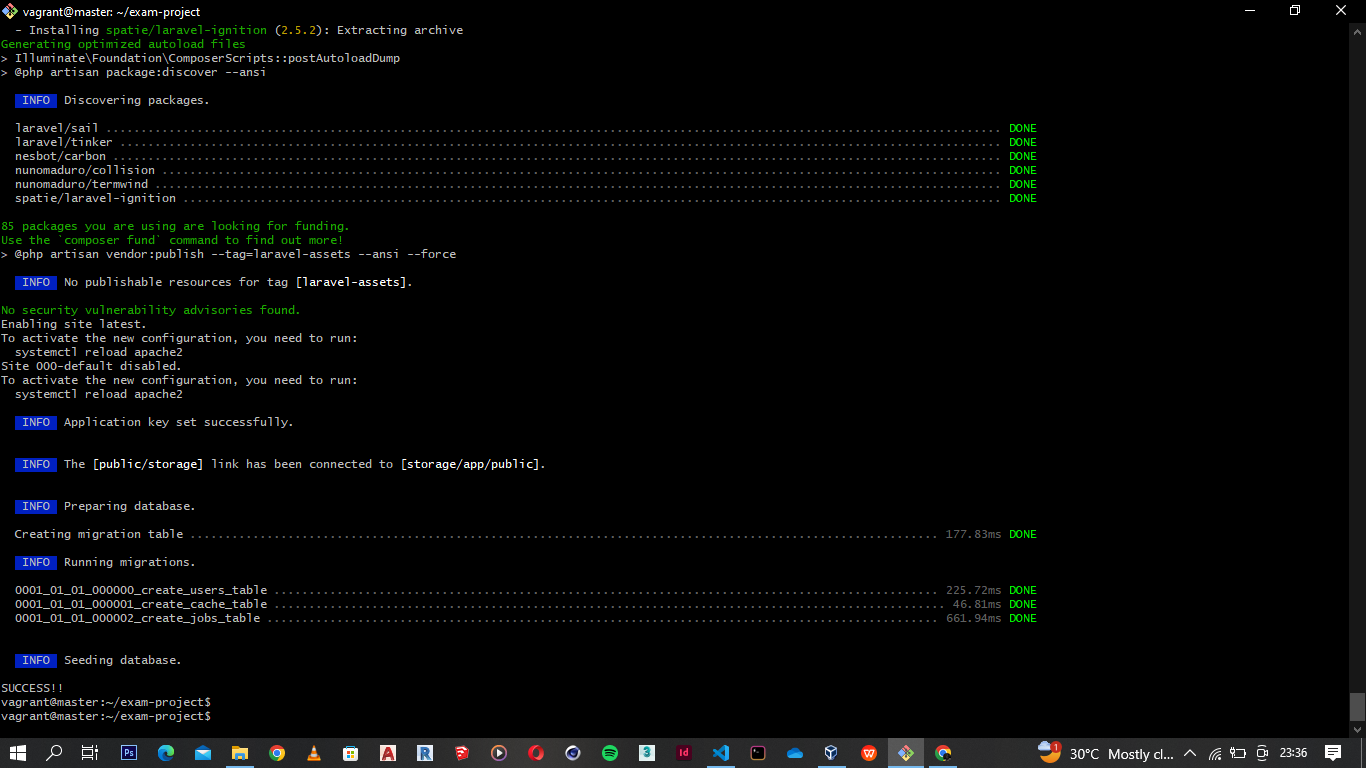 vagrant@master: ~/exam-project
- Installing spatie/laravel-ignition (2.5.2): Extracting archive
Generating optimized autoload files
> Illuminate\Foundation\ComposerScripts::postAutoloadDump
> @php artisan package:discover --ansi
INFO Discovering packages.
laravel/sail ........................................................................................................................ DONE
laravel/tinker ...................................................................................................................... DONE
nesbot/carbon ....................................................................................................................... DONE
nunomaduro/collision ................................................................................................................ DONE
nunomaduro/termwind ................................................................................................................. DONE
spatie/laravel-ignition ............................................................................................................. DONE
85 packages you are using are looking for funding.
Use the `composer fund` command to find out more!
> @php artisan vendor:publish --tag=laravel-assets --ansi --force
INFO No publishable resources for tag [laravel-assets].
No security vulnerability advisories found.
Enabling site latest.
To activate the new configuration, you need to run:
systemctl reload apache2
Site 000-default disabled.
To activate the new configuration, you need to run:
systemctl reload apache2
INFO Application key set successfully.
INFO The [public/storage] link has been connected to [storage/app/public].
INFO Preparing database.
Creating migration table ........................................................................................................... 177.83ms DONE
INFO Running migrations.
0001_01_01_000000_create_users_table ............................................................................................... 225.72ms DONE
0001_01_01_000001_create_cache_table ................................................................................................ 46.81ms DONE
0001_01_01_000002_create_jobs_table ................................................................................................ 661.94ms DONE
INFO Seeding database.
SUCCESS!!
vagrant@master:~/exam-project$
vagrant@master:~/exam-project$
Ps
A
R
3
Id
W
1
30°C Mostly cl...
23:36